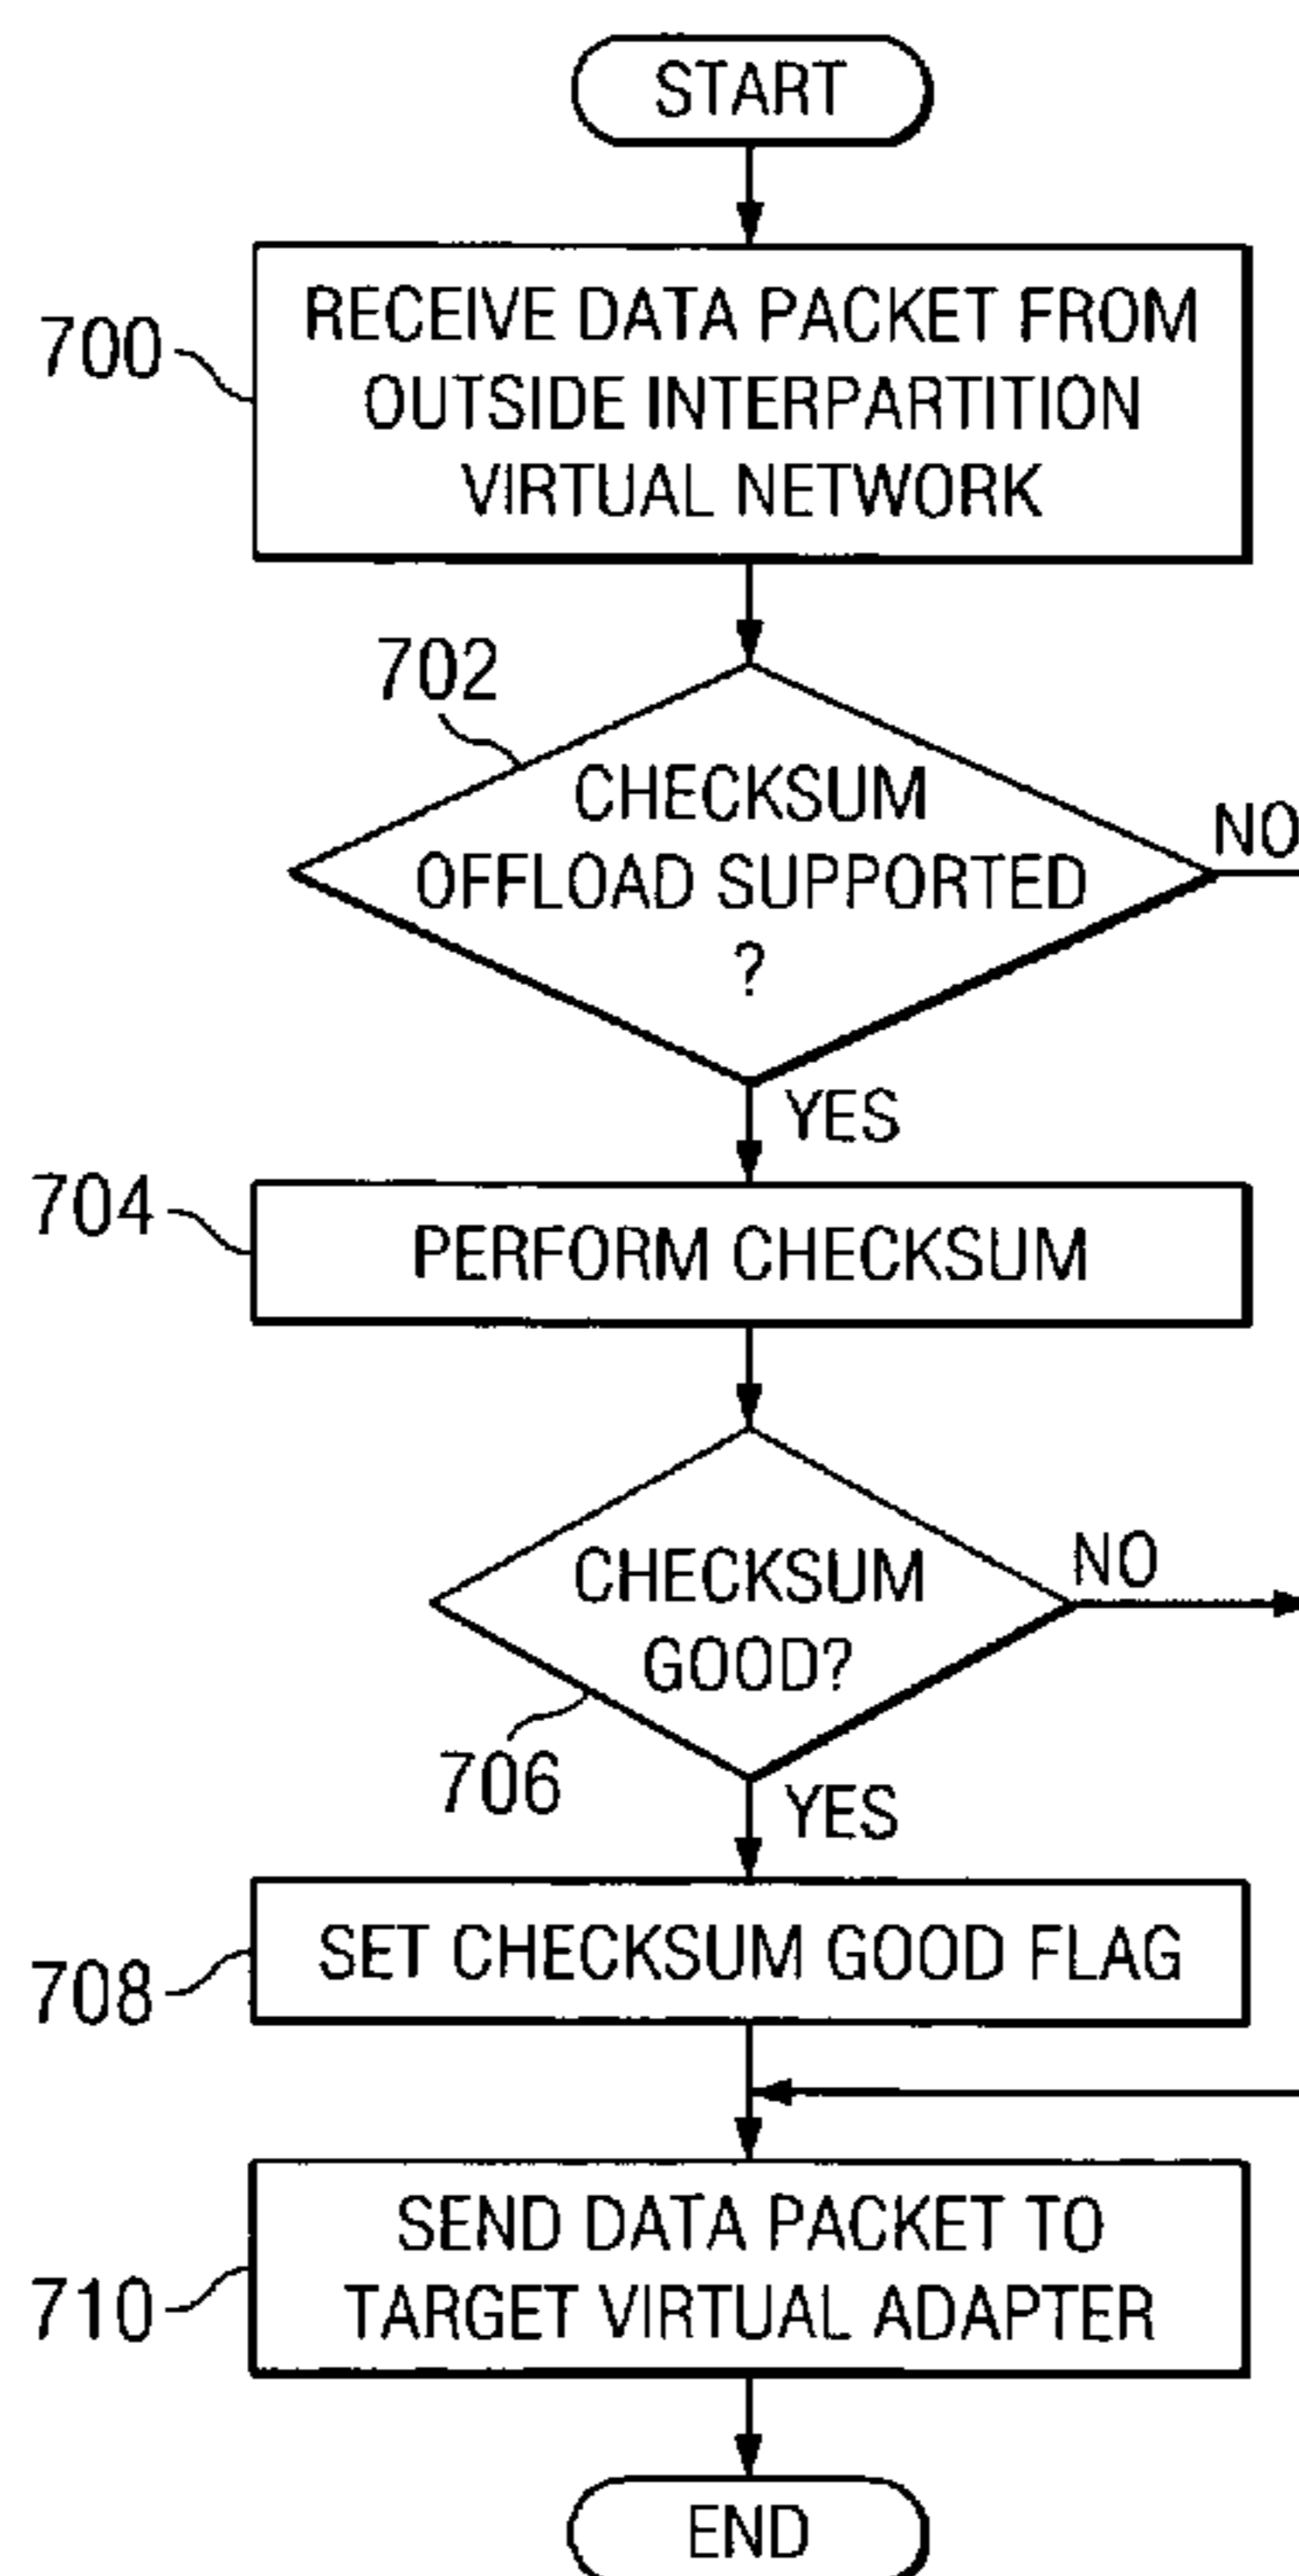 START
700
RECEIVE DATA PACKET FROM
OUTSIDE INTERPARTITION
VIRTUAL NETWORK
702
CHECKSUM
OFFLOAD SUPPORTED
?
NO
YES
704
PERFORM CHECKSUM
CHECKSUM
GOOD?
NO
706
YES
708
SET CHECKSUM GOOD FLAG
710
SEND DATA PACKET TO
TARGET VIRTUAL ADAPTER
END